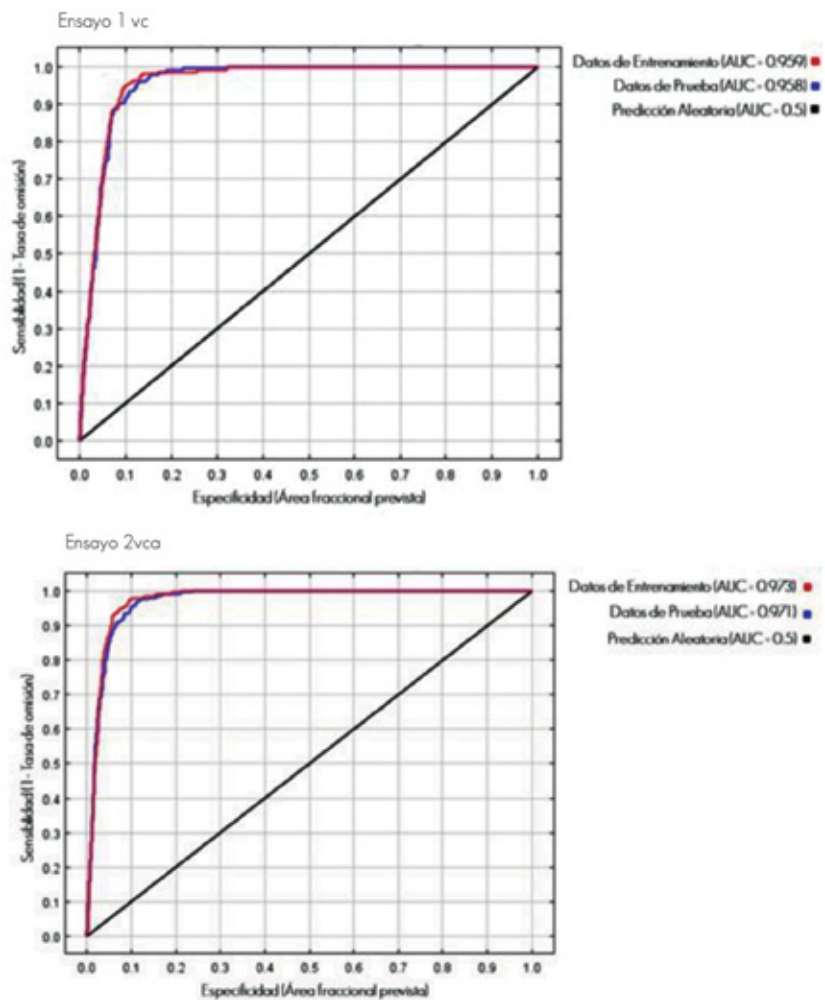 Ensayo 1 vc
Datos de Entrenamiento (AUC = 0.959)
Datos de Prueba (AUC = 0.958)
Predicción Aleatoria (AUC = 0.5)
Sensibilidad (1 - Tasa de omisión)
1.0
0.9
0.8
0.7
0.6
0.5
0.4
0.3
0.2
0.1
0.0
0.0 0.1 0.2 0.3 0.4 0.5 0.6 0.7 0.8 0.9 1.0
Especificidad (Área fraccional prevista)
Ensayo 2vca
Datos de Entrenamiento (AUC = 0.973)
Datos de Prueba (AUC = 0.971)
Predicción Aleatoria (AUC = 0.5)
Sensibilidad (1 - Tasa de omisión)
1.0
0.9
0.8
0.7
0.6
0.5
0.4
0.3
0.2
0.1
0.0
0.0 0.1 0.2 0.3 0.4 0.5 0.6 0.7 0.8 0.9 1.0
Especificidad (Área fraccional prevista)